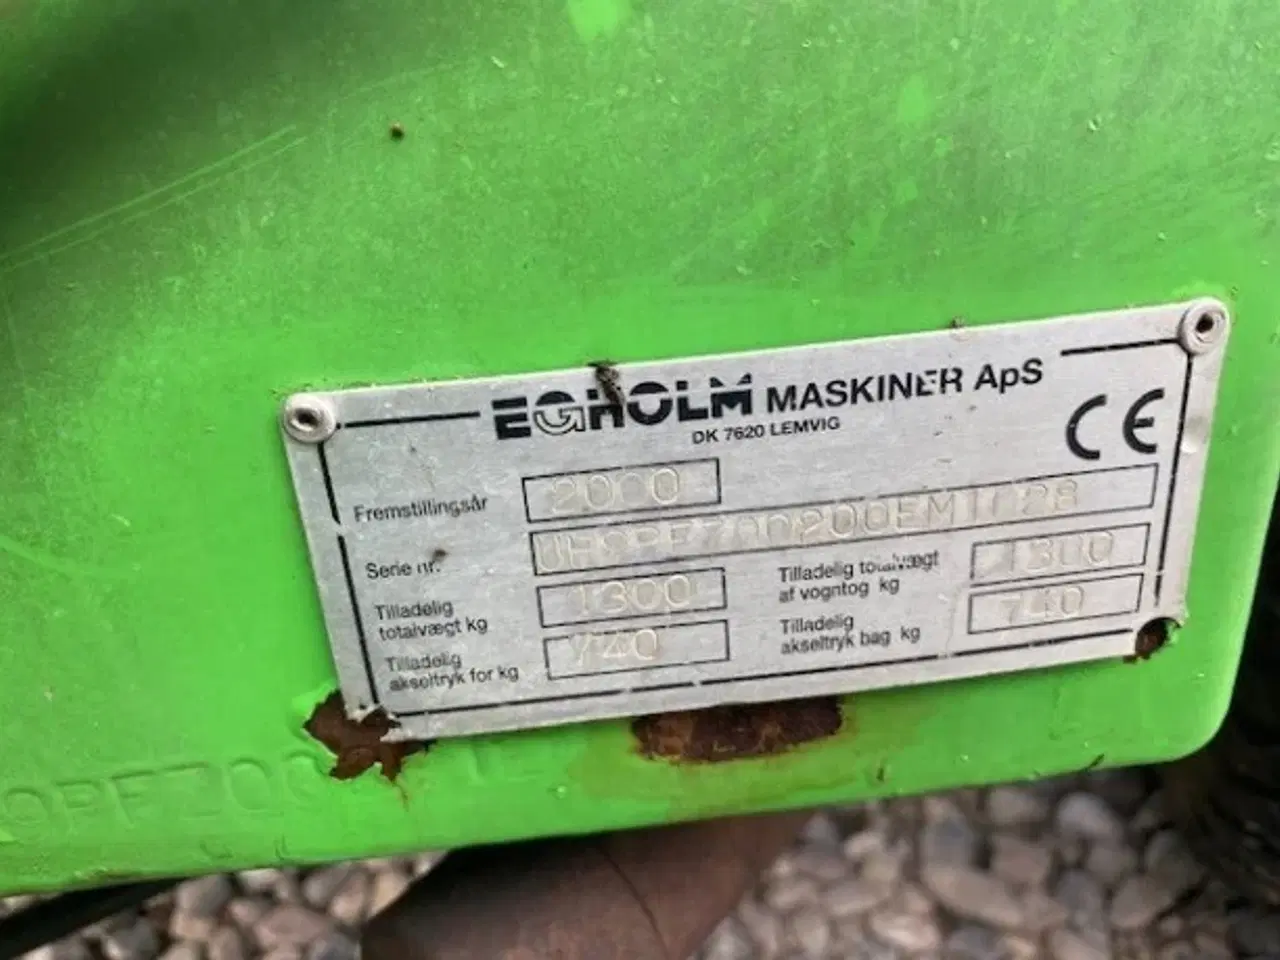 EGHOLM MASKINER ApS
DK 7620 LEMVIG
CE
Fremstillingsår 2000
Serie nr.
Tilladelig totalvægt kg 1300
Tilladelig totalvægt af vogntog kg 1300
Tilladelig akseltryk for kg 740
Tilladelig akseltryk bag kg 740